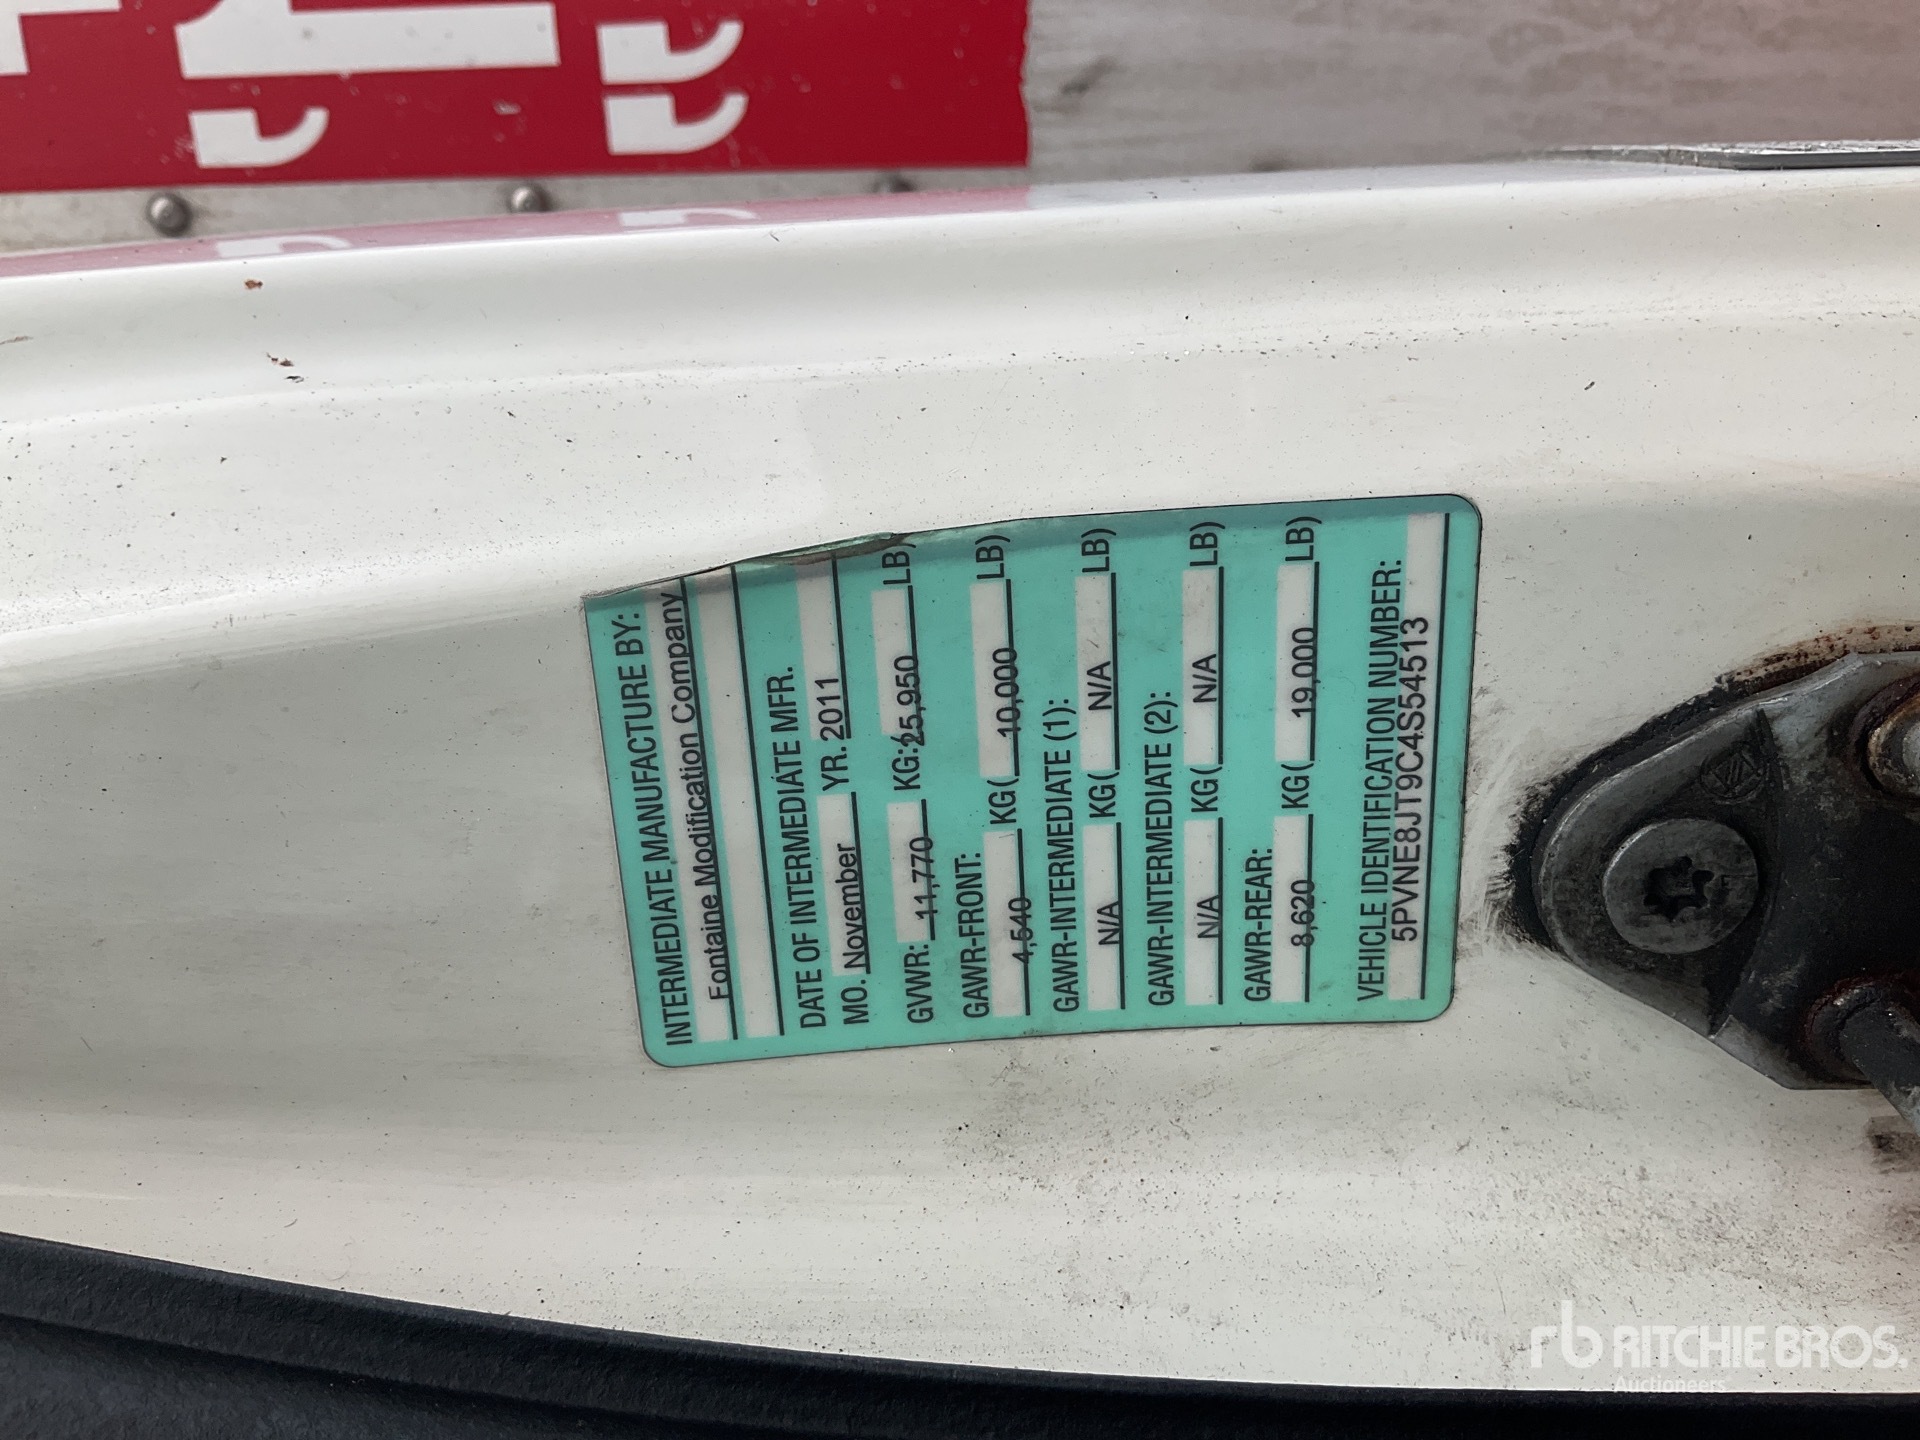 INTERMEDIATE MANUFACTURE BY:
Fontaine Modification Company
DATE OF INTERMEDIATE MFR.
MO. November YR. 2011
GVWR: 11,770 KG:(25,950 LB)
GAWR-FRONT:
4,540 KG( 10,000 LB)
GAWR-INTERMEDIATE (1):
N/A KG( N/A LB)
GAWR-INTERMEDIATE (2):
N/A KG( N/A LB)
GAWR-REAR:
8,620 KG( 19,000 LB)
VEHICLE IDENTIFICATION NUMBER:
5PVNE8JT9C4S54513
rb RITCHIE BROS.
Auctioneers